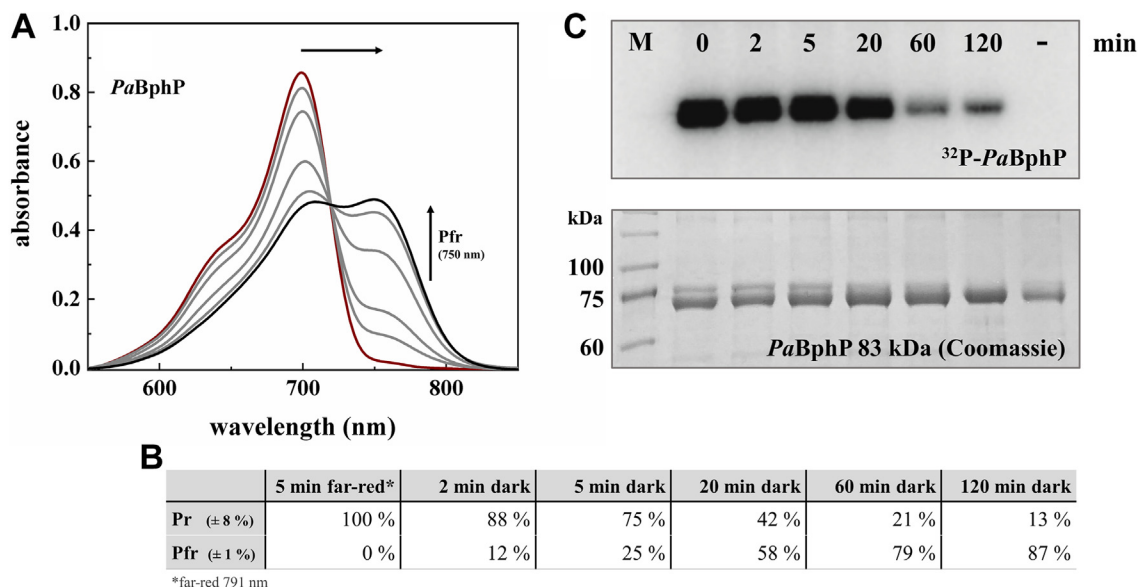 A
PaBphP
1.0
0.8
0.6
0.4
0.2
0.0
absorbance
Pfr
(750 nm)
600 700 800
wavelength (nm)
C
M 0 2 5 20 60 120 - min
³²P-PaBphP
kDa
100
75
60
PaBphP 83 kDa (Coomassie)
B
5 min far-red* 2 min dark 5 min dark 20 min dark 60 min dark 120 min dark
Pr (± 8 %) 100 % 88 % 75 % 42 % 21 % 13 %
Pfr (± 1 %) 0 % 12 % 25 % 58 % 79 % 87 %
*far-red 791 nm